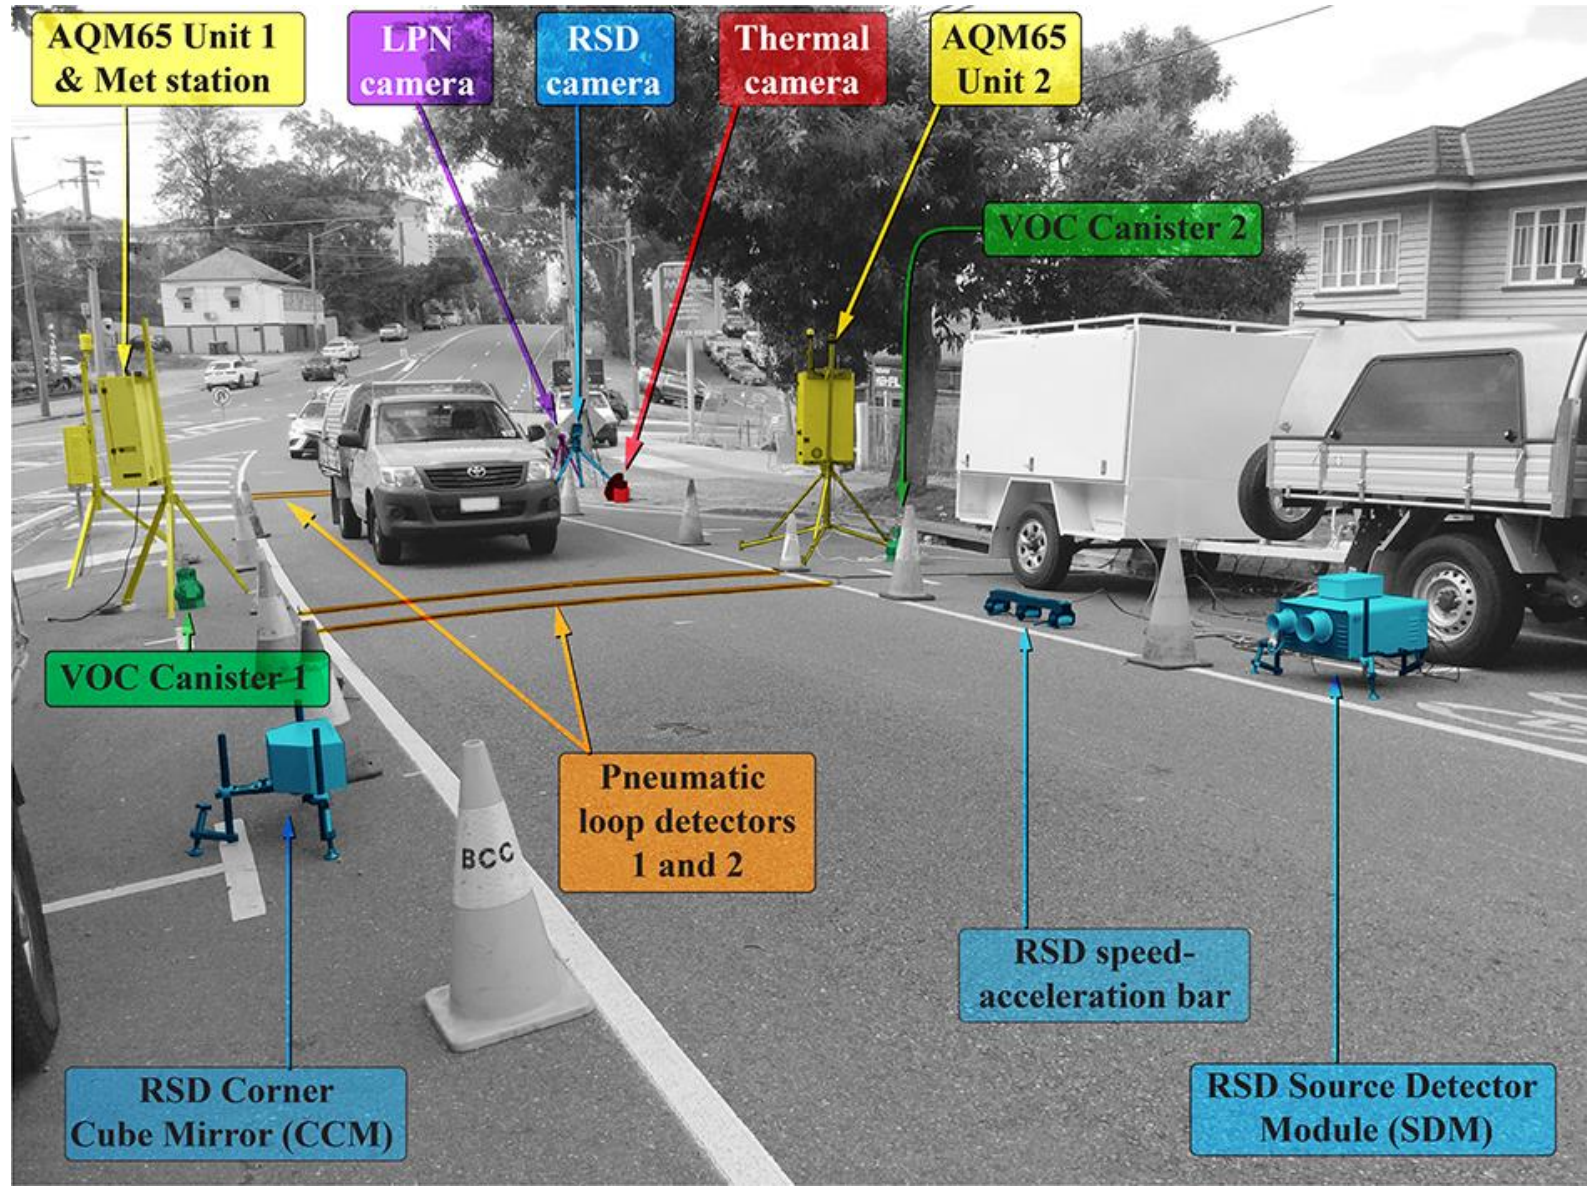 AQM65 Unit 1
& Met station
LPN
camera
RSD
camera
Thermal
camera
AQM65
Unit 2
VOC Canister 2
VOC Canister 1
Pneumatic
loop detectors
1 and 2
BCC
RSD speed-
acceleration bar
RSD Corner
Cube Mirror (CCM)
RSD Source Detector
Module (SDM)